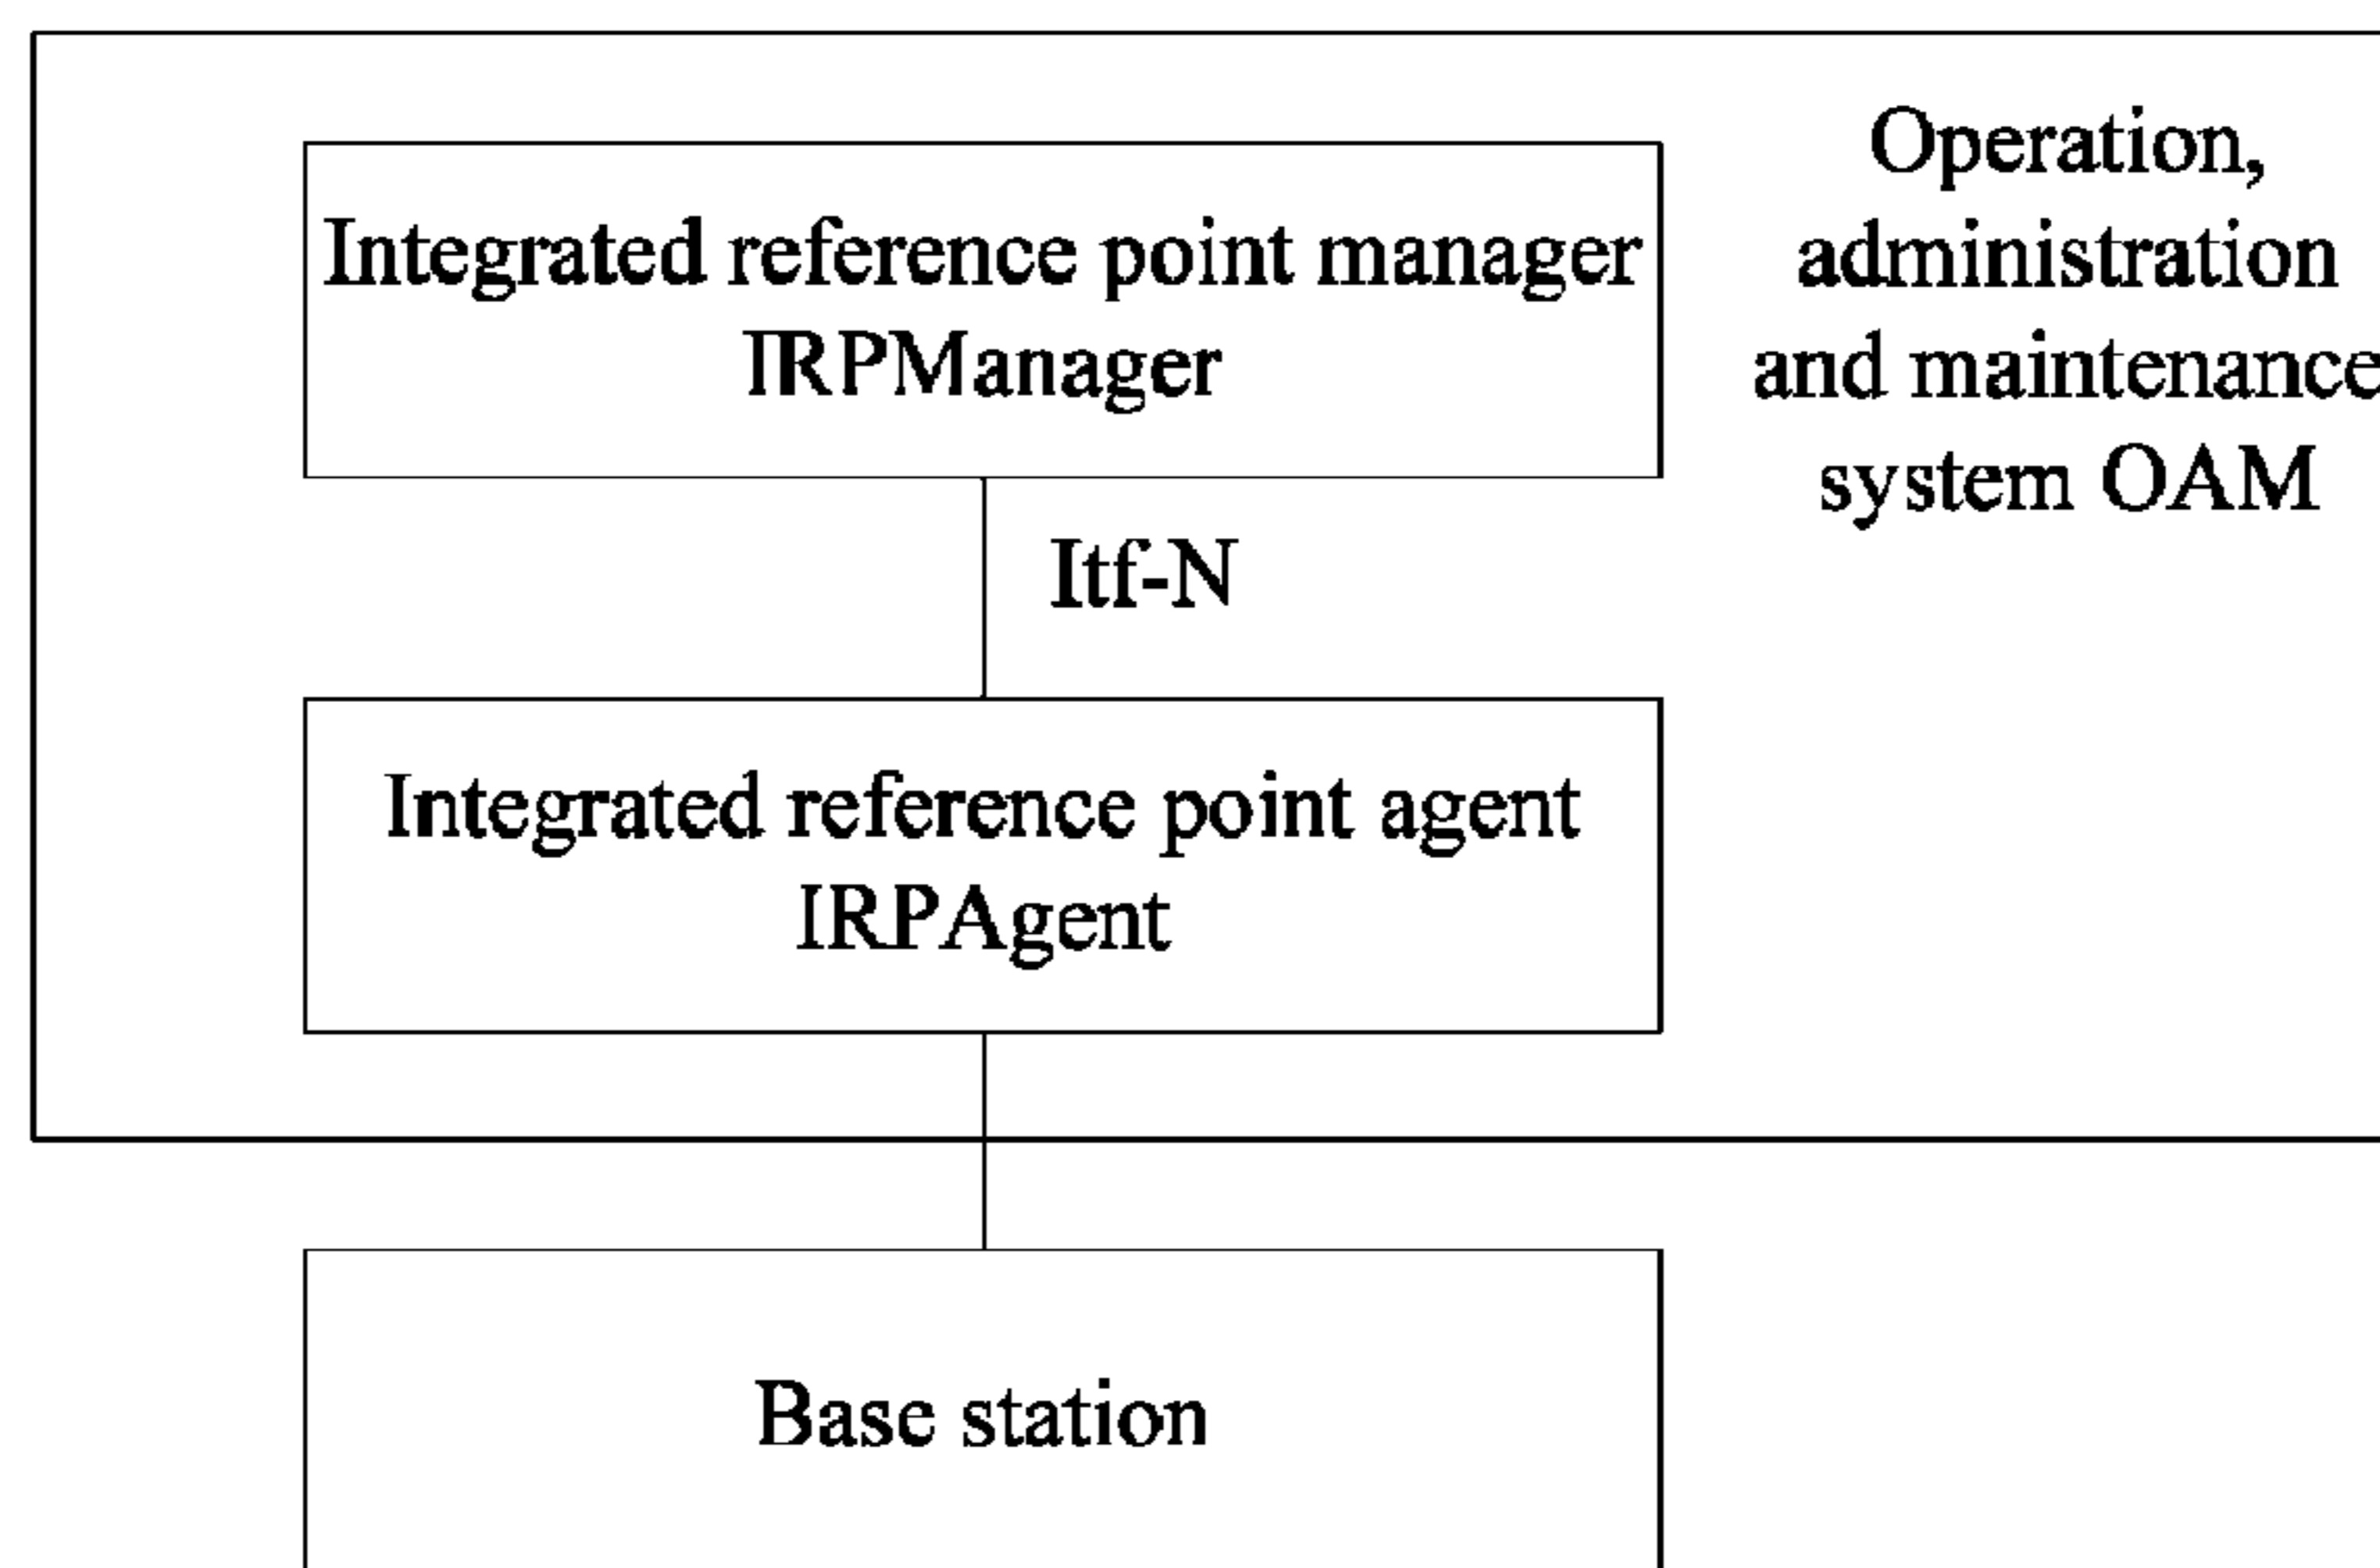 Integrated reference point manager
IRPManager
Operation,
administration
and maintenance
system OAM
Itf-N
Integrated reference point agent
IRPAgent
Base station